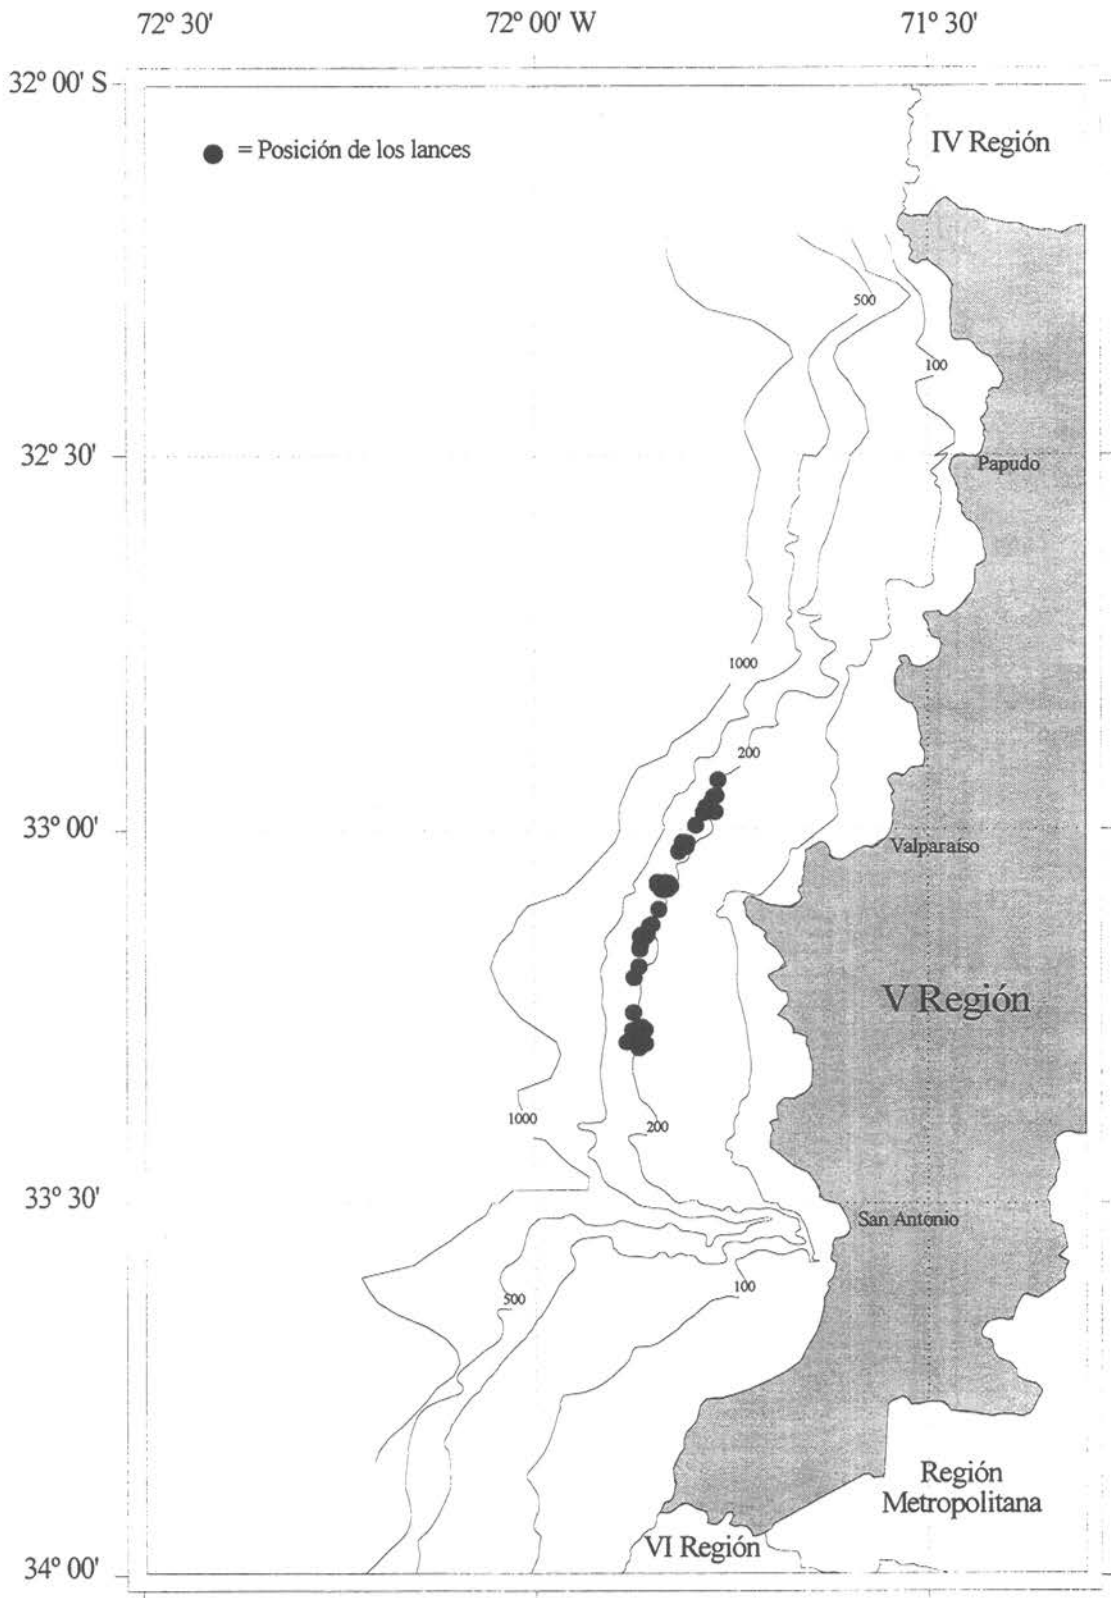 72º 30'
72º 00' W
71º 30'
32º 00' S
● = Posición de los lances
IV Región
500
100
32º 30'
Papudo
1000
200
33º 00'
Valparaíso
V Región
1000
200
33º 30'
San Antonio
500
100
Región
Metropolitana
VI Región
34º 00'